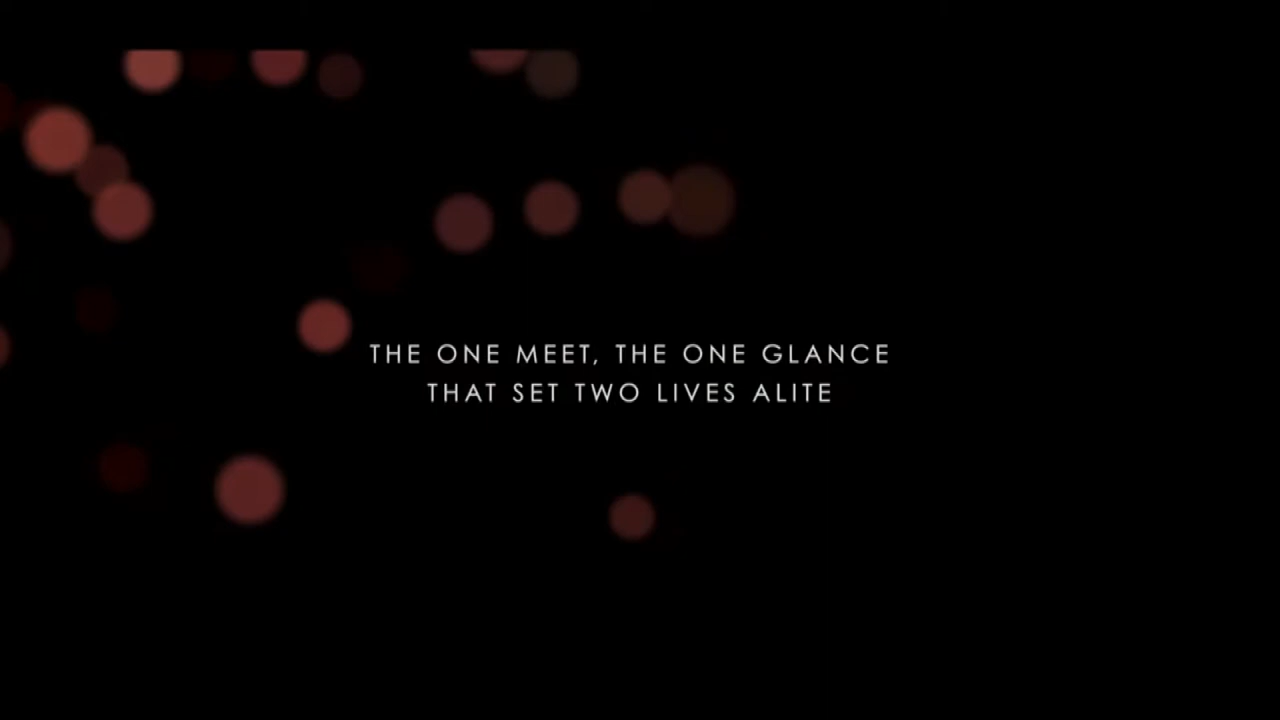 THE ONE MEET, THE ONE GLANCE
THAT SET TWO LIVES ALITE